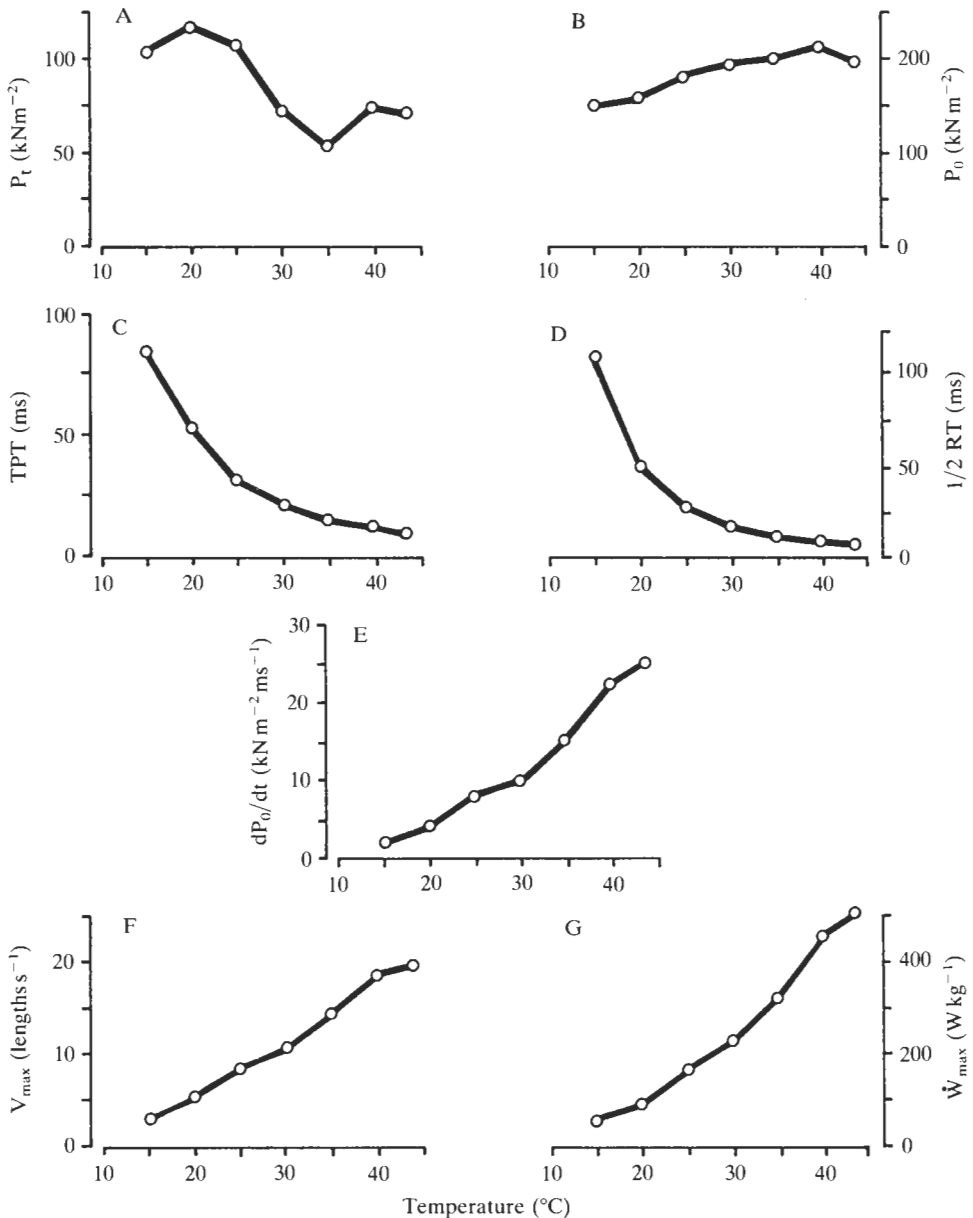 A
100
50
0
P_t (kNm⁻²)
10 20 30 40
B
200
100
0
P_0 (kN m⁻²)
10 20 30 40
C
100
50
0
TPT (ms)
10 20 30 40
D
100
50
0
1/2 RT (ms)
10 20 30 40
E
30
20
10
0
dP_0/dt (kN m⁻² ms⁻¹)
10 20 30 40
F
20
10
0
V_max (lengths s⁻¹)
10 20 30 40
G
400
200
0
Ẇ_max (W kg⁻¹)
10 20 30 40
Temperature (°C)